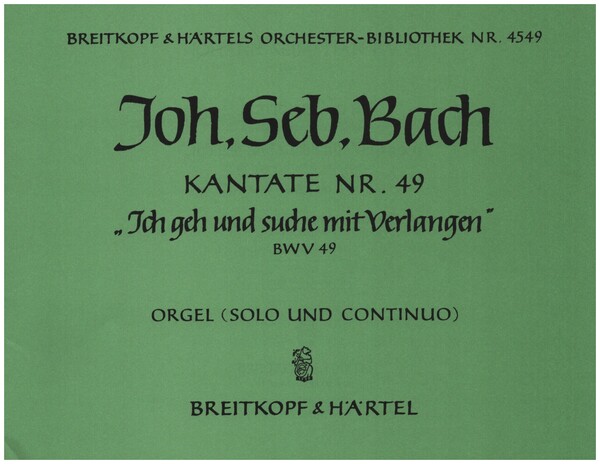 BREITKOPF & HÄRTELS ORCHESTER-BIBLIOTHEK NR. 4549
Joh. Seb. Bach
KANTATE NR. 49
„Ich geh und suche mit Verlangen"
BWV 49
ORGEL (SOLO UND CONTINUO)
BREITKOPF & HÄRTEL